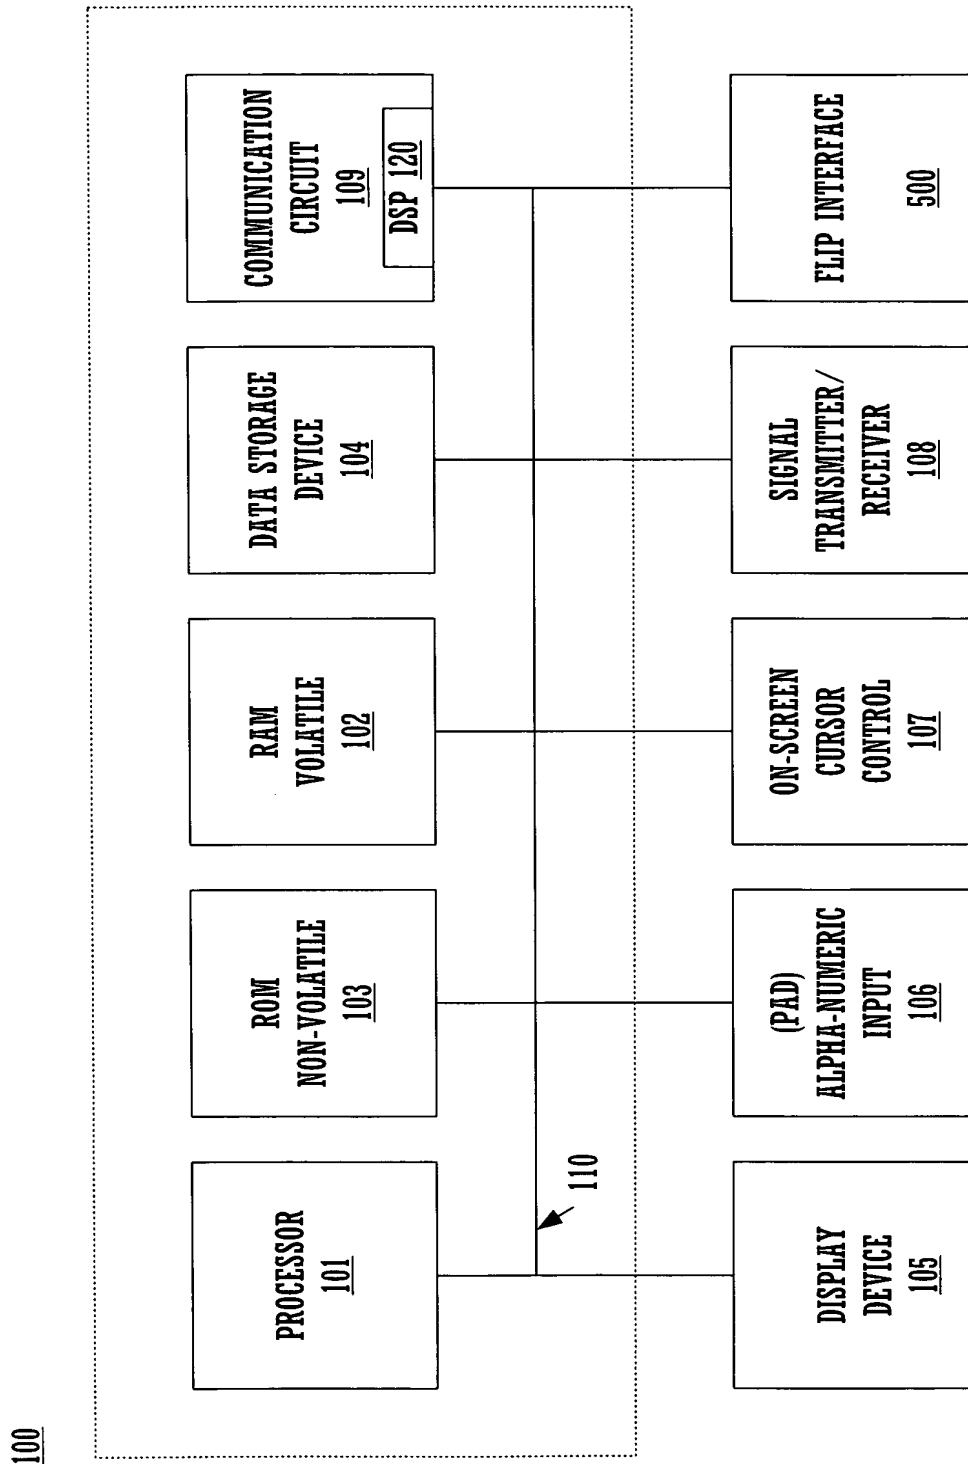 100
PROCESSOR
101
ROM
NON-VOLATILE
103
RAM
VOLATILE
102
DATA STORAGE
DEVICE
104
COMMUNICATION
CIRCUIT
109
DSP 120
110
DISPLAY
DEVICE
105
(PAD)
ALPHA-NUMERIC
INPUT
106
ON-SCREEN
CURSOR
CONTROL
107
SIGNAL
TRANSMITTER/
RECEIVER
108
FLIP INTERFACE
500